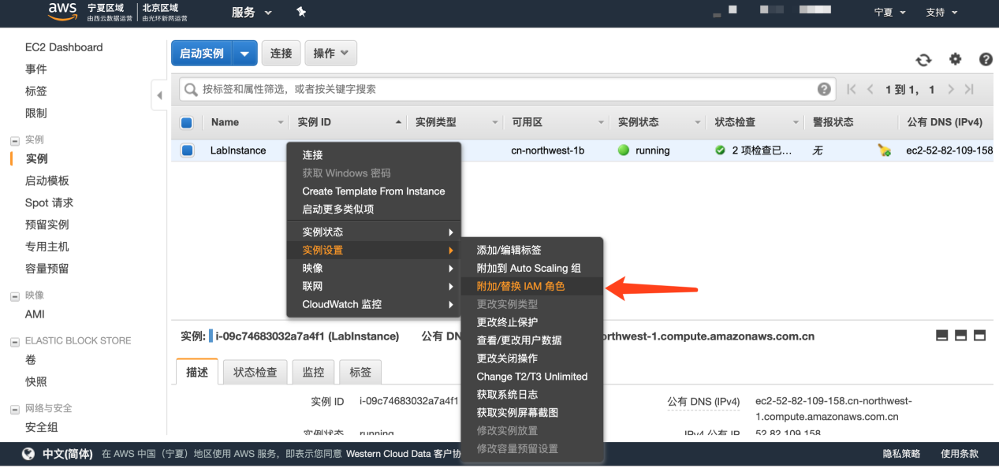 aws 宁夏区域 北京区域 服务 宁夏 支持
由西云数据运营 由光环新网运营
EC2 Dashboard
事件
标签
限制
实例
实例
启动模板
Spot 请求
预留实例
专用主机
容量预留
映像
AMI
ELASTIC BLOCK STORE
卷
快照
网络与安全
安全组
启动实例 连接 操作
按标签和属性筛选，或者按关键字搜索 1 到 1， 1
Name 实例 ID 实例类型 可用区 实例状态 状态检查 警报状态 公有 DNS (IPv4)
LabInstance cn-northwest-1b running 2 项检查已... 无 ec2-52-82-109-158
连接
获取 Windows 密码
Create Template From Instance
启动更多类似项
实例状态
实例设置
映像
联网
CloudWatch 监控
添加/编辑标签
附加到 Auto Scaling 组
附加/替换 IAM 角色
更改实例类型
更改终止保护
查看/更改用户数据
更改关闭操作
Change T2/T3 Unlimited
获取系统日志
获取实例屏幕截图
修改实例放置
修改容量预留设置
实例: i-09c74683032a7a4f1 (LabInstance) 公有 DN orthwest-1.compute.amazonaws.com.cn
描述 状态检查 监控 标签
实例 ID i-09c74683032a7a4f1 公有 DNS (IPv4) ec2-52-82-109-158.cn-northwest-
1.compute.amazonaws.com.cn
实例状态 running IPv4 公有 IP 52.82.109.158
中文(简体) 在 AWS 中国（宁夏）地区使用 AWS 服务，即表示您同意 Western Cloud Data 客户协 隐私策略 使用条款